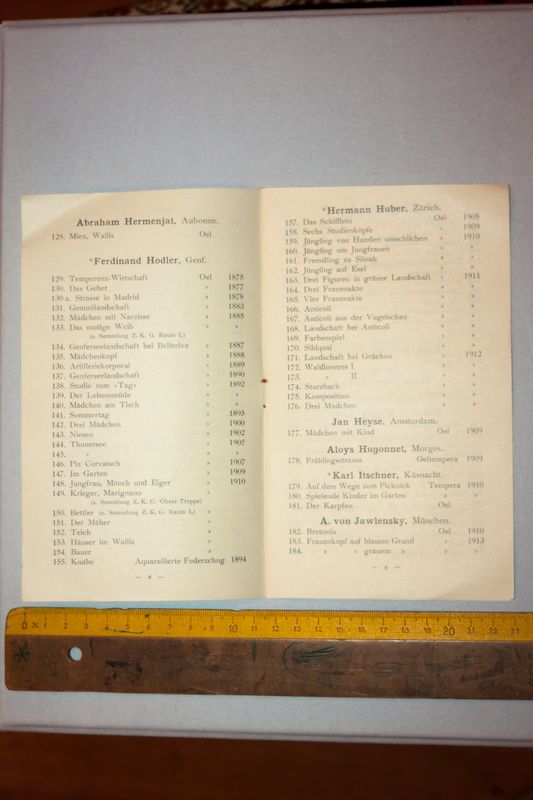 Abraham Hermenjat, Aubonne.
128. Miex, Wallis Oel
*Ferdinand Hodler, Genf.
129. Temperenz-Wirtschaft Oel 1875
130. Das Gebet » 1877
130 a. Strasse in Madrid » 1878
131. Gemmilandschaft » 1883
132. Mädchen mit Narzisse » 1885
133. Das mutige Weib » »
(s. Sammlung Z. K. G. Raum I.)
134. Genferseelandschaft bei Bellerive » 1887
135. Mädchenkopf » 1888
136. Artilleriekorporal » 1889
137. Genferseelandschaft » 1890
138. Studie zum «Tag» » 1892
139. Der Lebensmüde » »
140. Mädchen am Tisch » »
141. Sommertag » 1895
142. Drei Mädchen » 1900
143. Niesen » 1902
144. Thunersee » 1905
145. » » »
146. Piz Corvatsch » 1907
147. Im Garten » 1909
148. Jungfrau, Mönch und Eiger » 1910
149. Krieger, Marignano »
(s. Sammlung Z. K. G. Obere Treppe)
150. Bettler (s. Sammlung Z. K. G. Raum I.) »
151. Der Mäher »
152. Teich »
153. Häuser im Wallis »
154. Bauer »
155. Knabe Aquarellierte Federzchng. 1894
— 8 —
*Hermann Huber, Zürich.
157. Das Schifflein Oel 1908
158. Sechs Studienköpfe » 1909
159. Jüngling von Hunden umschlichen » 1910
160. Jüngling um Jungfrauen » »
161. Fremdling zu Siloah » »
162. Jüngling auf Esel » »
163. Drei Figuren in grüner Landschaft » 1911
164. Drei Frauenakte » »
165. Vier Frauenakte » »
166. Anticoli » »
167. Anticoli aus der Vogelschau » »
168. Landschaft bei Anticoli » »
169. Farbenspiel » »
170. Sihlquai » »
171. Landschaft bei Grächen » 1912
172. Waldinneres I » »
173. » II » »
174. Sturzbach » »
175. Komposition » »
176. Drei Mädchen » »
Jan Heyse, Amsterdam.
177. Mädchen mit Kind Oel 1909
Aloys Hugonnet, Morges.
178. Frühlingsstrauss Oeltempera 1909
*Karl Itschner, Küsnacht.
179. Auf dem Wege zum Picknick Tempera 1910
180. Spielende Kinder im Garten » »
181. Der Karpfen Oel
A. von Jawlensky, München.
182. Bretonin Oel 1910
183. Frauenkopf auf blauem Grund » 1913
184. » » grauem » » »
0 1 2 3 4 5 6 7 8 9 10 11 12 13 14 15 16 17 18 19 20 21 22 23